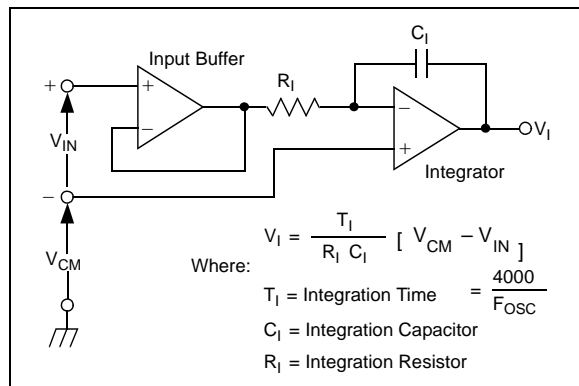 Input Buffer
C_I
R_I
+
+
−
−
V_IN
V_I
+
−
Integrator
V_I = T_I / (R_I C_I) [ V_CM – V_IN ]
V_CM
Where:
T_I = Integration Time = 4000 / F_OSC
C_I = Integration Capacitor
R_I = Integration Resistor